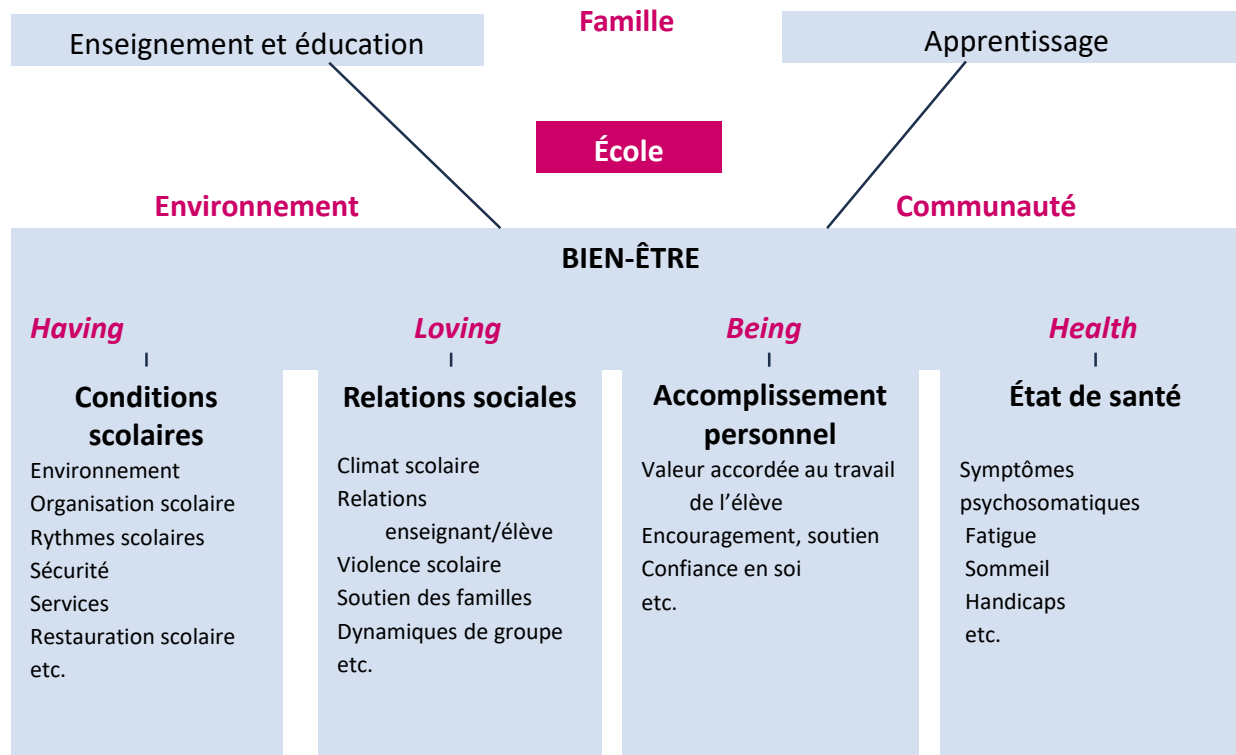 Famille
Enseignement et éducation
Apprentissage
École
Environnement
Communauté
BIEN-ÊTRE
Having
Loving
Being
Health
Conditions
scolaires
Environnement
Organisation scolaire
Rythmes scolaires
Sécurité
Services
Restauration scolaire
etc.
Relations sociales
Climat scolaire
Relations
enseignant/élève
Violence scolaire
Soutien des familles
Dynamiques de groupe
etc.
Accomplissement
personnel
Valeur accordée au travail
de l’élève
Encouragement, soutien
Confiance en soi
etc.
État de santé
Symptômes
psychosomatiques
Fatigue
Sommeil
Handicaps
etc.